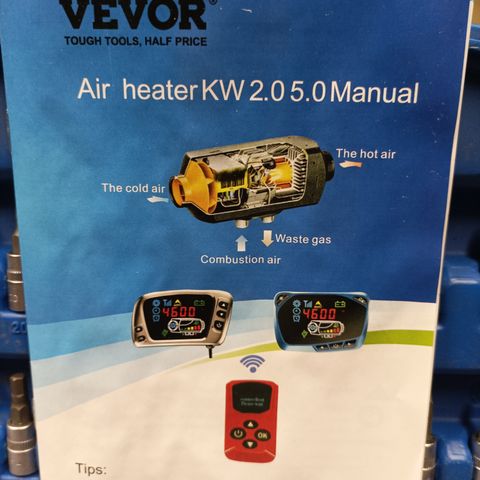 VEVOR®
TOUGH TOOLS, HALF PRICE
Air heater KW 2.0 5.0 Manual
The hot air
The cold air
Waste gas
Combustion air
4600
4600
OK
Tips: